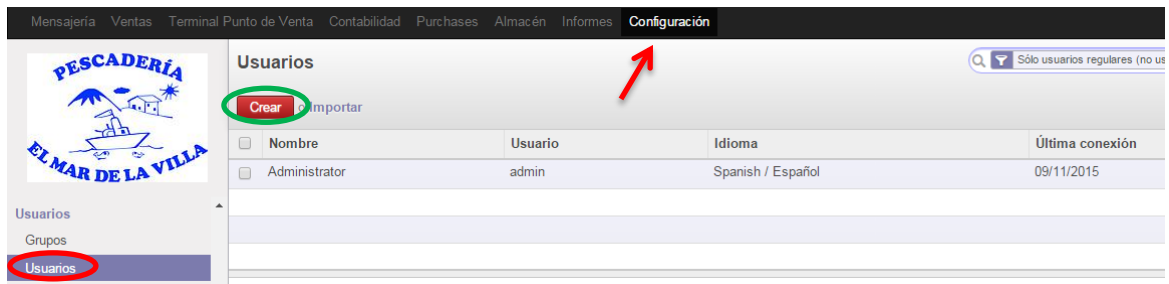 Mensajería Ventas Terminal Punto de Venta Contabilidad Purchases Almacén Informes Configuración
PESCADERÍA
EL MAR DE LA VILLA
Usuarios
Sólo usuarios regulares (no us
Crear o Importar
Nombre Usuario Idioma Última conexión
Administrator admin Spanish / Español 09/11/2015
Usuarios
Grupos
Usuarios